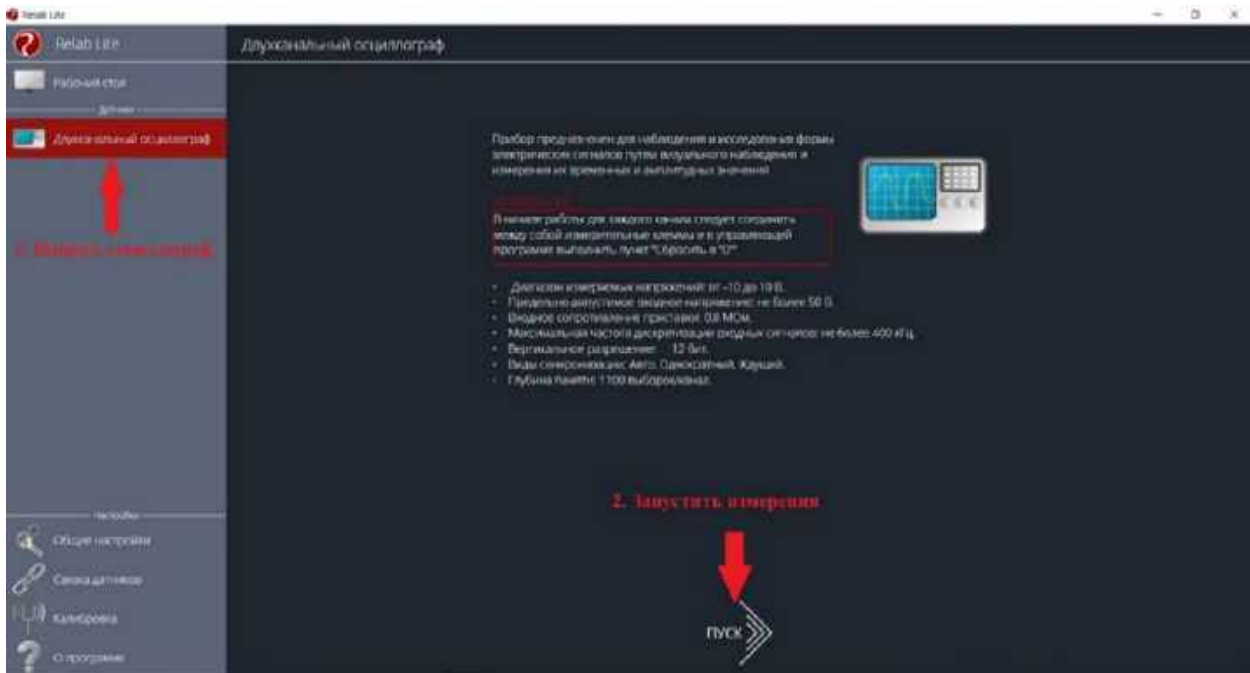 Relab Lite
Relab Lite
Двухканальный осциллограф
Рабочий стол
Датчики
Двухканальный осциллограф
Прибор предназначен для наблюдения и исследования формы
электрических сигналов путем визуального наблюдения и
измерения их временных и амплитудных значений.
В начале работы для каждого канала следует соединить
между собой измерительные клеммы и в управляющей
программе выполнить пункт "Сбросить в "0""
• Диапазон измеряемых напряжений: от -10 до 10 В.
• Предельно допустимое входное напряжение: не более 50 В.
• Входное сопротивление приставки: 0,8 МОм.
• Максимальная частота дискретизации входных сигналов: не более 400 кГц.
• Вертикальное разрешение: 12 бит.
• Виды синхронизации: Авто, Однократный, Ждущий.
• Глубина памяти: 1100
2. Запустить измерения
Настройки
Общие настройки
Связка датчиков
Калибровка
О программе
ПУСК